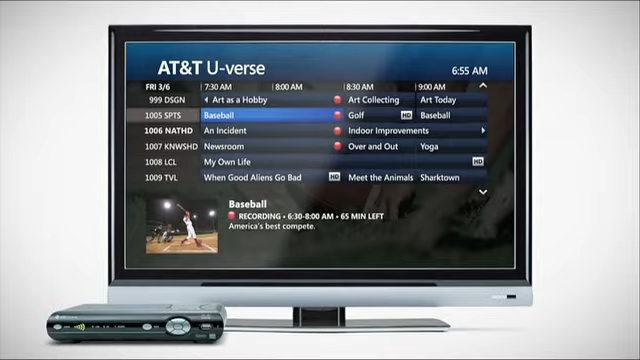 AT&T U-verse 6:55 AM
FRI 3/6 7:30 AM 8:00 AM 8:30 AM 9:00 AM
999 DSGN Art as a Hobby Art Collecting Art Today
1005 SPTS Baseball Golf HD Baseball
1006 NATHD An Incident Indoor Improvements
1007 KNWSHD Newsroom Over and Out Yoga
1008 LCL My Own Life HD
1009 TVL When Good Aliens Go Bad HD Meet the Animals Sharktown
Baseball
RECORDING • 6:30-8:00 AM • 65 MIN LEFT
America's best compete.